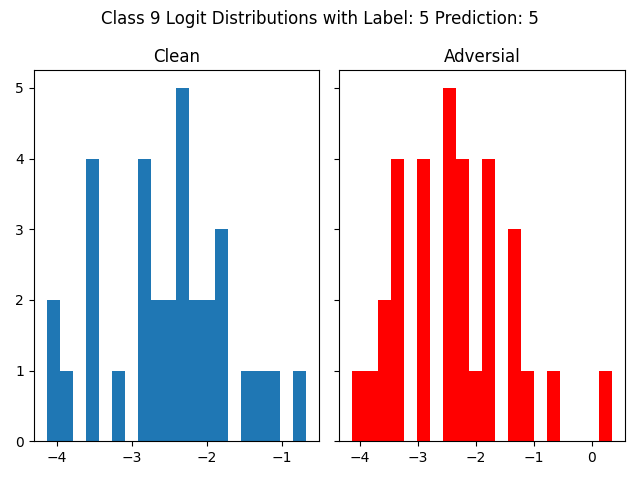 Class 9 Logit Distributions with Label: 5 Prediction: 5
Clean
Adversial
5
4
3
2
1
0
−4 −3 −2 −1
−4 −3 −2 −1 0